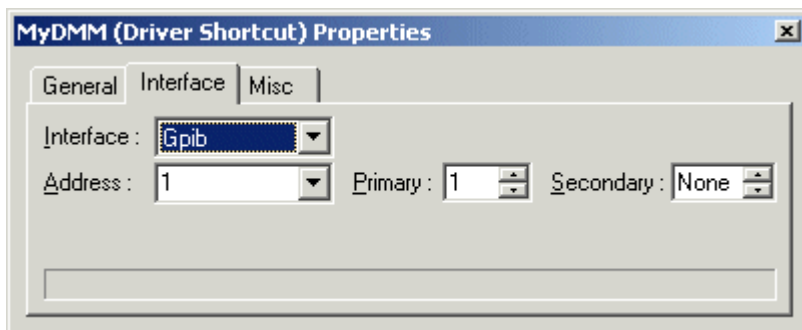 MyDMM (Driver Shortcut) Properties
General Interface Misc
Interface : Gpib
Address : 1 Primary : 1 Secondary : None